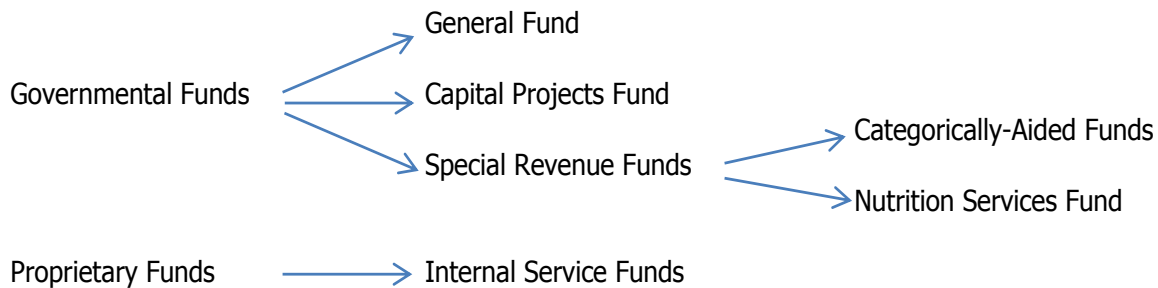 General Fund
Governmental Funds
Capital Projects Fund
Categorically-Aided Funds
Special Revenue Funds
Nutrition Services Fund
Proprietary Funds
Internal Service Funds